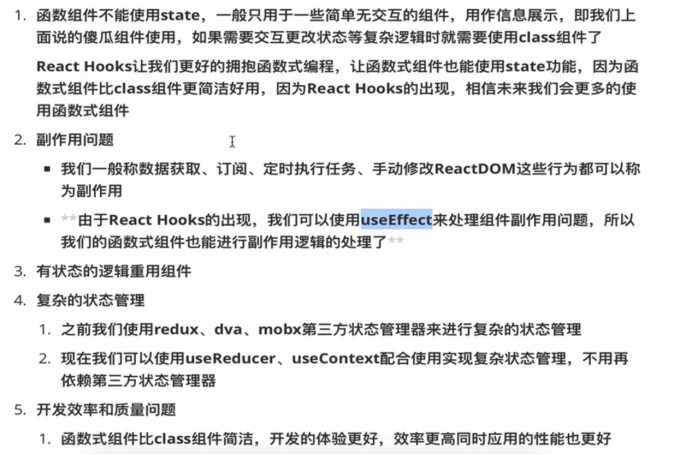 1. 函数组件不能使用state，一般只用于一些简单无交互的组件，用作信息展示，即我们上
面说的傻瓜组件使用，如果需要交互更改状态等复杂逻辑时就需要使用class组件了
React Hooks让我们更好的拥抱函数式编程，让函数式组件也能使用state功能，因为函
数式组件比class组件更简洁好用，因为React Hooks的出现，相信未来我们会更多的使
用函数式组件
2. 副作用问题
▪ 我们一般称数据获取、订阅、定时执行任务、手动修改ReactDOM这些行为都可以称
为副作用
▪ **由于React Hooks的出现，我们可以使用useEffect来处理组件副作用问题，所以
我们的函数式组件也能进行副作用逻辑的处理了**
3. 有状态的逻辑重用组件
4. 复杂的状态管理
1. 之前我们使用redux、dva、mobx第三方状态管理器来进行复杂的状态管理
2. 现在我们可以使用useReducer、useContext配合使用实现复杂状态管理，不用再
依赖第三方状态管理器
5. 开发效率和质量问题
1. 函数式组件比class组件简洁，开发的体验更好，效率更高同时应用的性能也更好